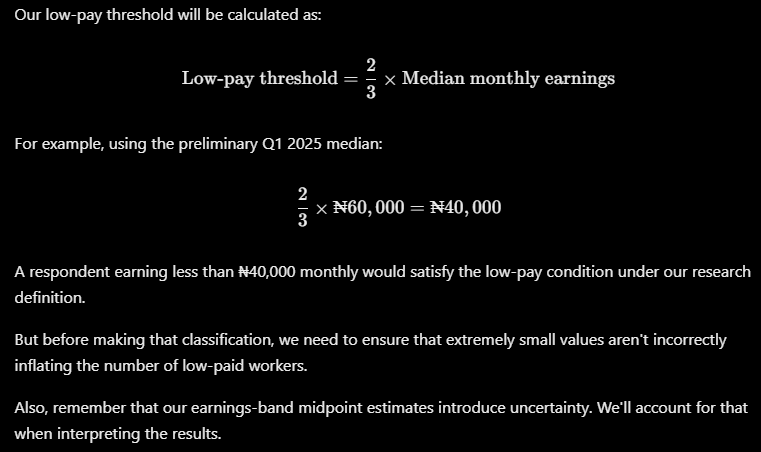 Our low-pay threshold will be calculated as:
Low-pay threshold = 2/3 × Median monthly earnings
For example, using the preliminary Q1 2025 median:
2/3 × ₦60,000 = ₦40,000
A respondent earning less than ₦40,000 monthly would satisfy the low-pay condition under our research
definition.
But before making that classification, we need to ensure that extremely small values aren't incorrectly
inflating the number of low-paid workers.
Also, remember that our earnings-band midpoint estimates introduce uncertainty. We'll account for that
when interpreting the results.